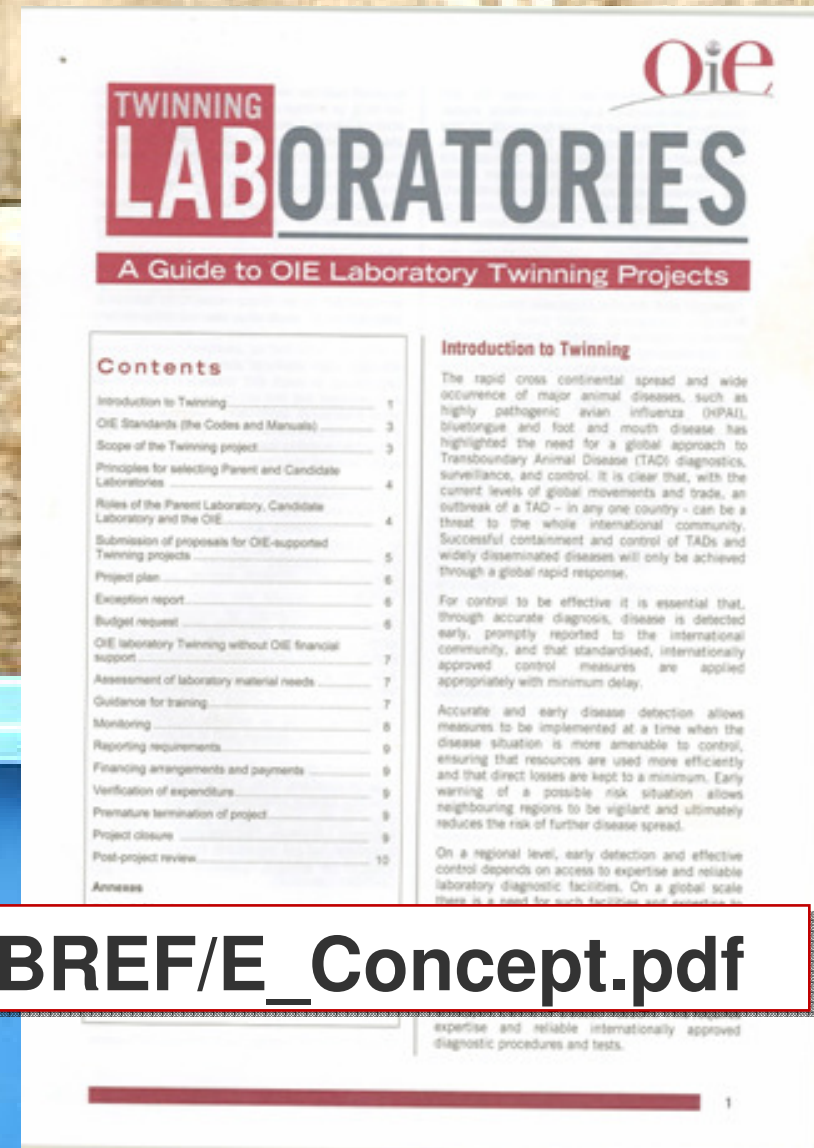 OiE
TWINNING
LABORATORIES
A Guide to OIE Laboratory Twinning Projects
Contents
Introduction to Twinning 1
OIE Standards (the Codes and Manuals) 3
Scope of the Twinning project 3
Principles for selecting Parent and Candidate
Laboratories 4
Roles of the Parent Laboratory, Candidate
Laboratory and the OIE 4
Submission of proposals for OIE-supported
Twinning projects 5
Project plan 6
Exception report 6
Budget request 6
OIE laboratory Twinning without OIE financial
support 7
Assessment of laboratory material needs 7
Guidance for training 7
Monitoring 8
Reporting requirements 9
Financing arrangements and payments 9
Verification of expenditure 9
Premature termination of project 9
Project closure 9
Post-project review 10
Annexes
Introduction to Twinning
The rapid cross continental spread and wide
occurrence of major animal diseases, such as
highly pathogenic avian influenza (HPAI),
bluetongue and foot and mouth disease has
highlighted the need for a global approach to
Transboundary Animal Disease (TAD) diagnostics,
surveillance, and control. It is clear that, with the
current levels of global movements and trade, an
outbreak of a TAD – in any one country - can be a
threat to the whole international community.
Successful containment and control of TADs and
widely disseminated diseases will only be achieved
through a global rapid response.
For control to be effective it is essential that,
through accurate diagnosis, disease is detected
early, promptly reported to the international
community, and that standardised, internationally
approved control measures are applied
appropriately with minimum delay.
Accurate and early disease detection allows
measures to be implemented at a time when the
disease situation is more amenable to control,
ensuring that resources are used more efficiently
and that direct losses are kept to a minimum. Early
warning of a possible risk situation allows
neighbouring regions to be vigilant and ultimately
reduces the risk of further disease spread.
On a regional level, early detection and effective
control depends on access to expertise and reliable
laboratory diagnostic facilities. On a global scale
there is a need for such facilities and expertise to
BREF/E_Concept.pdf
expertise and reliable internationally approved
diagnostic procedures and tests.
1